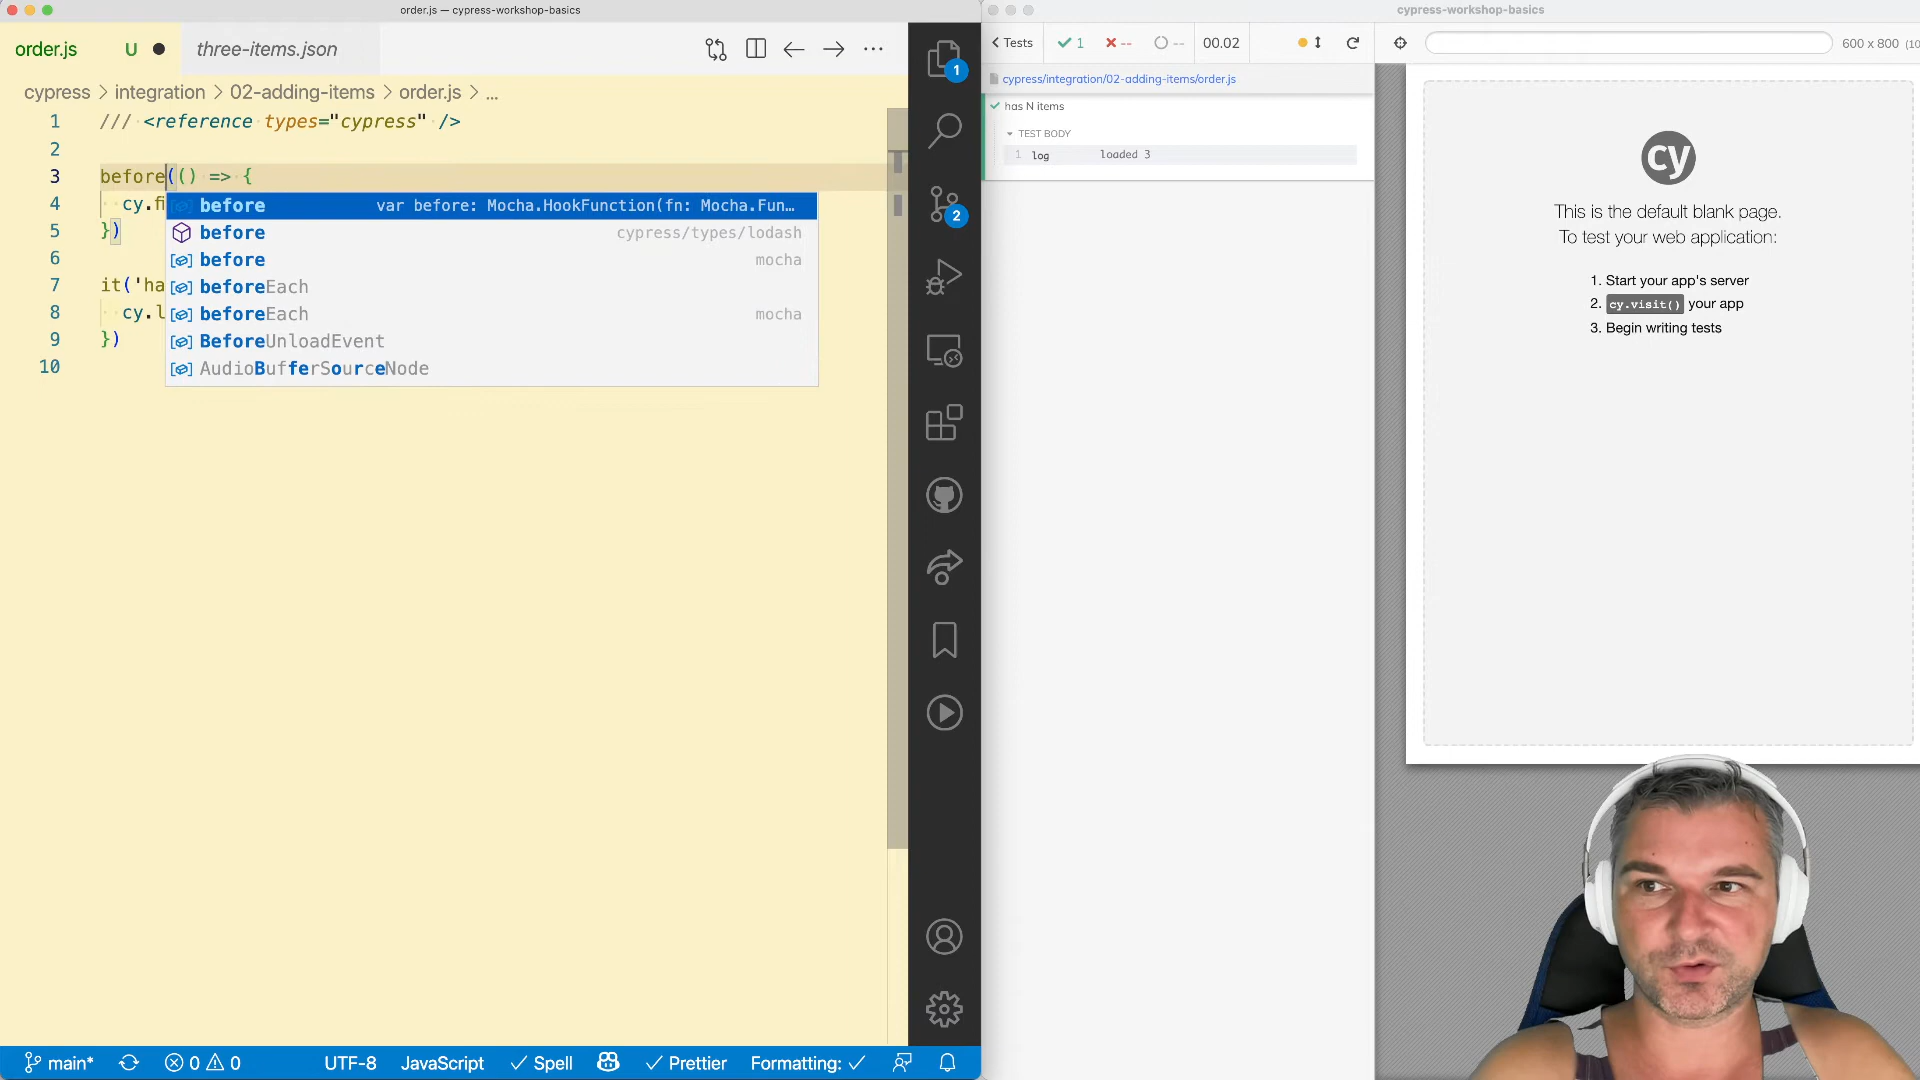 order.js — cypress-workshop-basics
order.js U three-items.json
cypress > integration > 02-adding-items > order.js > ...
1 /// <reference types="cypress" />
2
3 before(() => {
4 cy.fi
5 })
6
7 it('ha
8 cy.l
9 })
10
before var before: Mocha.HookFunction(fn: Mocha.Fun…
before cypress/types/lodash
before mocha
beforeEach
beforeEach mocha
BeforeUnloadEvent
AudioBufferSourceNode
1
2
main* 0 0 UTF-8 JavaScript Spell Prettier Formatting:
cypress-workshop-basics
Tests 1 -- -- 00.02 600 x 800 (10
cypress/integration/02-adding-items/order.js
has N items
TEST BODY
1 log loaded 3
cy
This is the default blank page.
To test your web application:
1. Start your app's server
2. cy.visit() your app
3. Begin writing tests